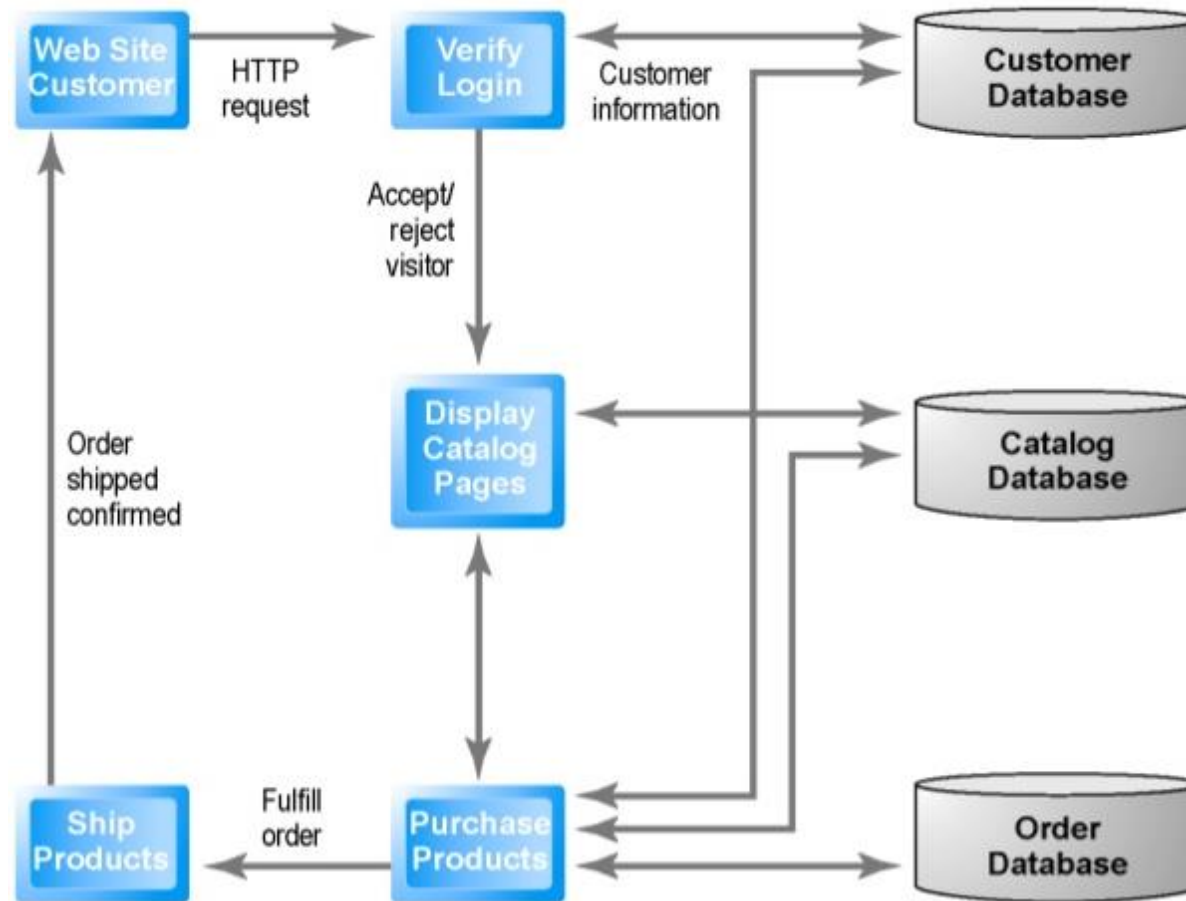 Web Site
Customer
HTTP
request
Verify
Login
Customer
information
Customer
Database
Accept/
reject
visitor
Display
Catalog
Pages
Catalog
Database
Order
shipped
confirmed
Ship
Products
Fulfill
order
Purchase
Products
Order
Database